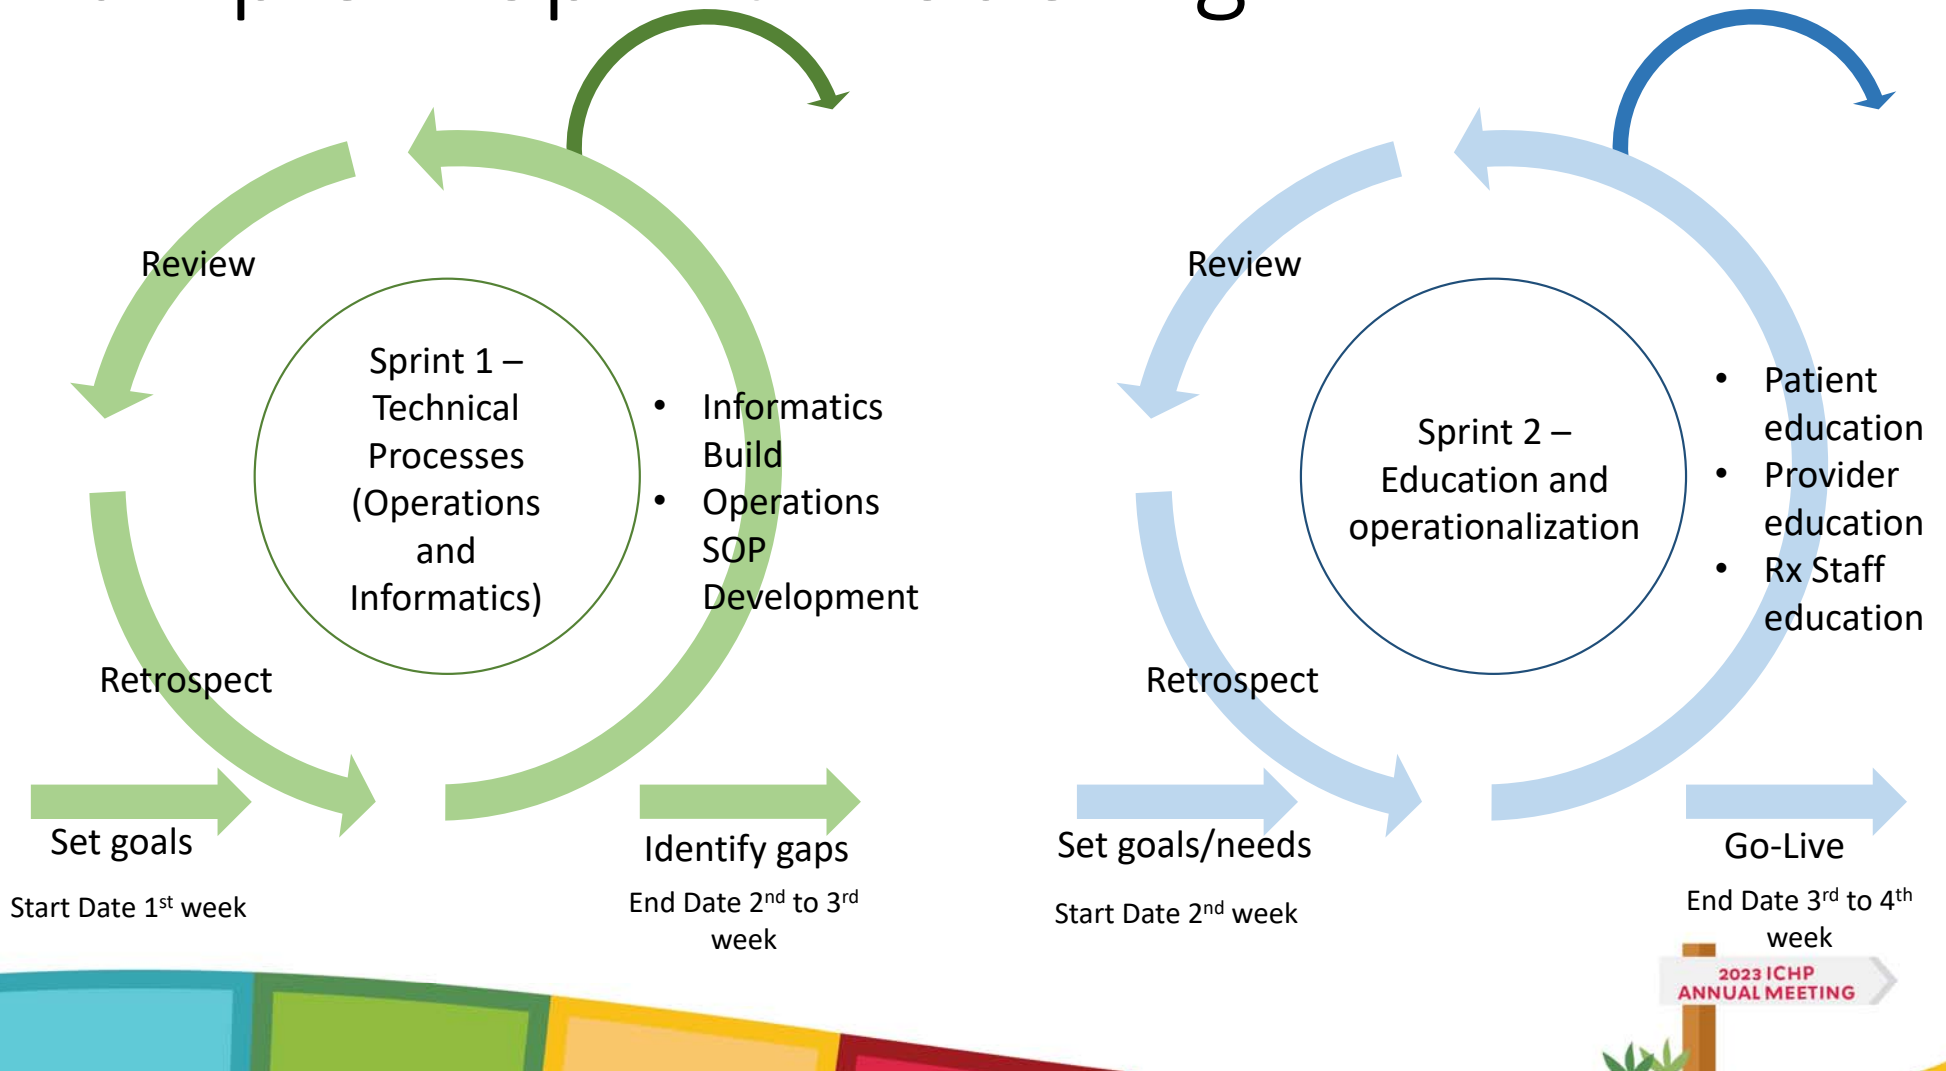 Review
Sprint 1 –
Technical
Processes
(Operations
and
Informatics)
• Informatics
Build
• Operations
SOP
Development
Retrospect
Set goals
Start Date 1st week
Identify gaps
End Date 2nd to 3rd
week
Review
Sprint 2 –
Education and
operationalization
• Patient
education
• Provider
education
• Rx Staff
education
Retrospect
Set goals/needs
Start Date 2nd week
Go-Live
End Date 3rd to 4th
week
2023 ICHP
ANNUAL MEETING